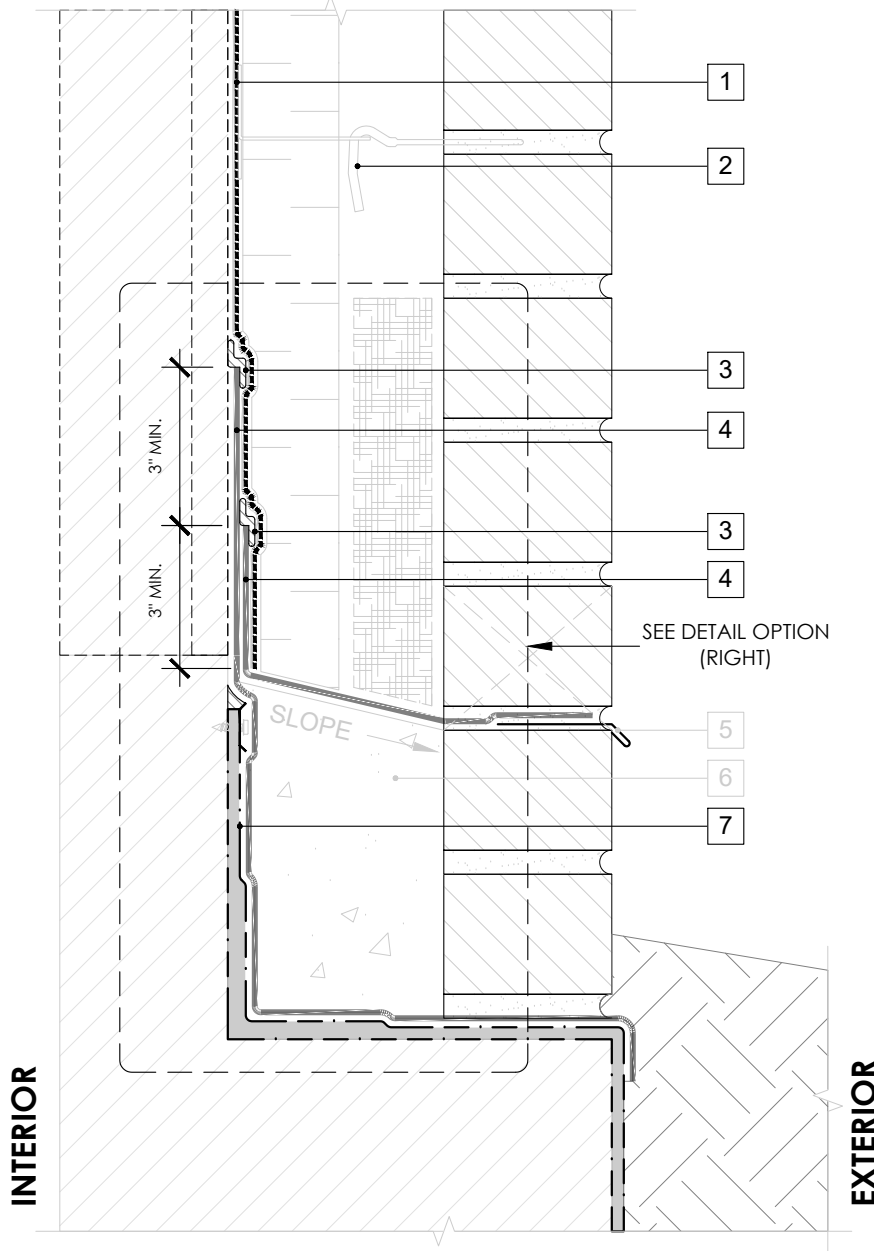 1
2
3
3" MIN.
4
3
3" MIN.
4
SEE DETAIL OPTION
(RIGHT)
SLOPE
5
6
7
INTERIOR
EXTERIOR